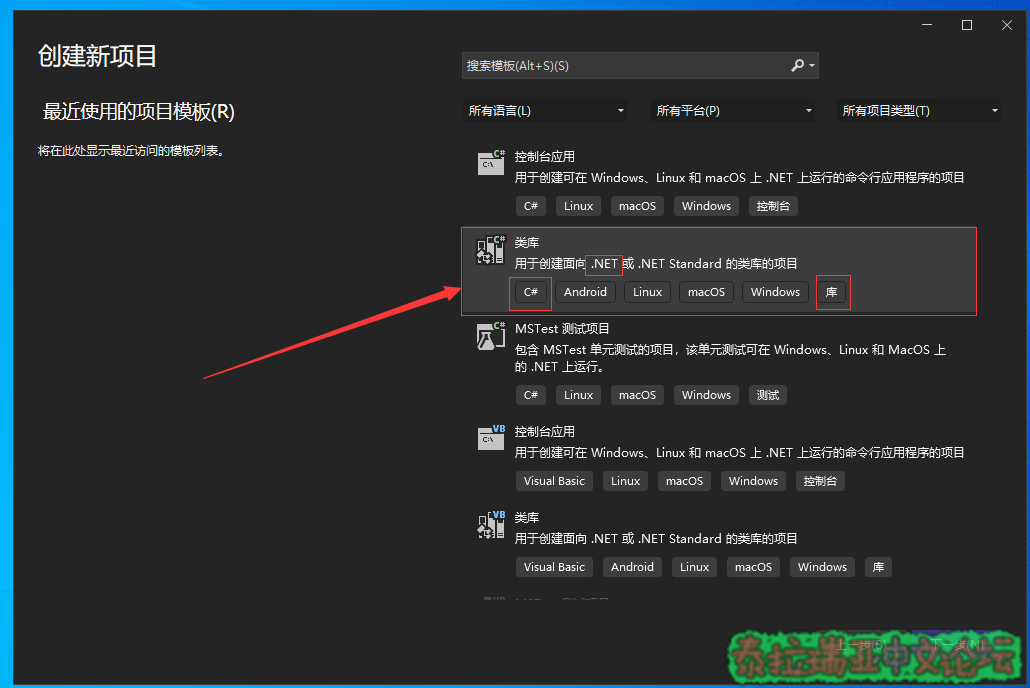 创建新项目
最近使用的项目模板(R)
将在此处显示最近访问的模板列表。
搜索模板(Alt+S)(S)
所有语言(L) 所有平台(P) 所有项目类型(T)
C#
C:\
控制台应用
用于创建可在 Windows、Linux 和 macOS 上 .NET 上运行的命令行应用程序的项目
C# Linux macOS Windows 控制台
C#
类库
用于创建面向 .NET 或 .NET Standard 的类库的项目
C# Android Linux macOS Windows 库
C#
MSTest 测试项目
包含 MSTest 单元测试的项目，该单元测试可在 Windows、Linux 和 MacOS 上
的 .NET 上运行。
C# Linux macOS Windows 测试
VB
C:\
控制台应用
用于创建可在 Windows、Linux 和 macOS 上 .NET 上运行的命令行应用程序的项目
Visual Basic Linux macOS Windows 控制台
VB
类库
用于创建面向 .NET 或 .NET Standard 的类库的项目
Visual Basic Android Linux macOS Windows 库
上一步(B) 下一步(N)
泰拉瑞亚中文论坛